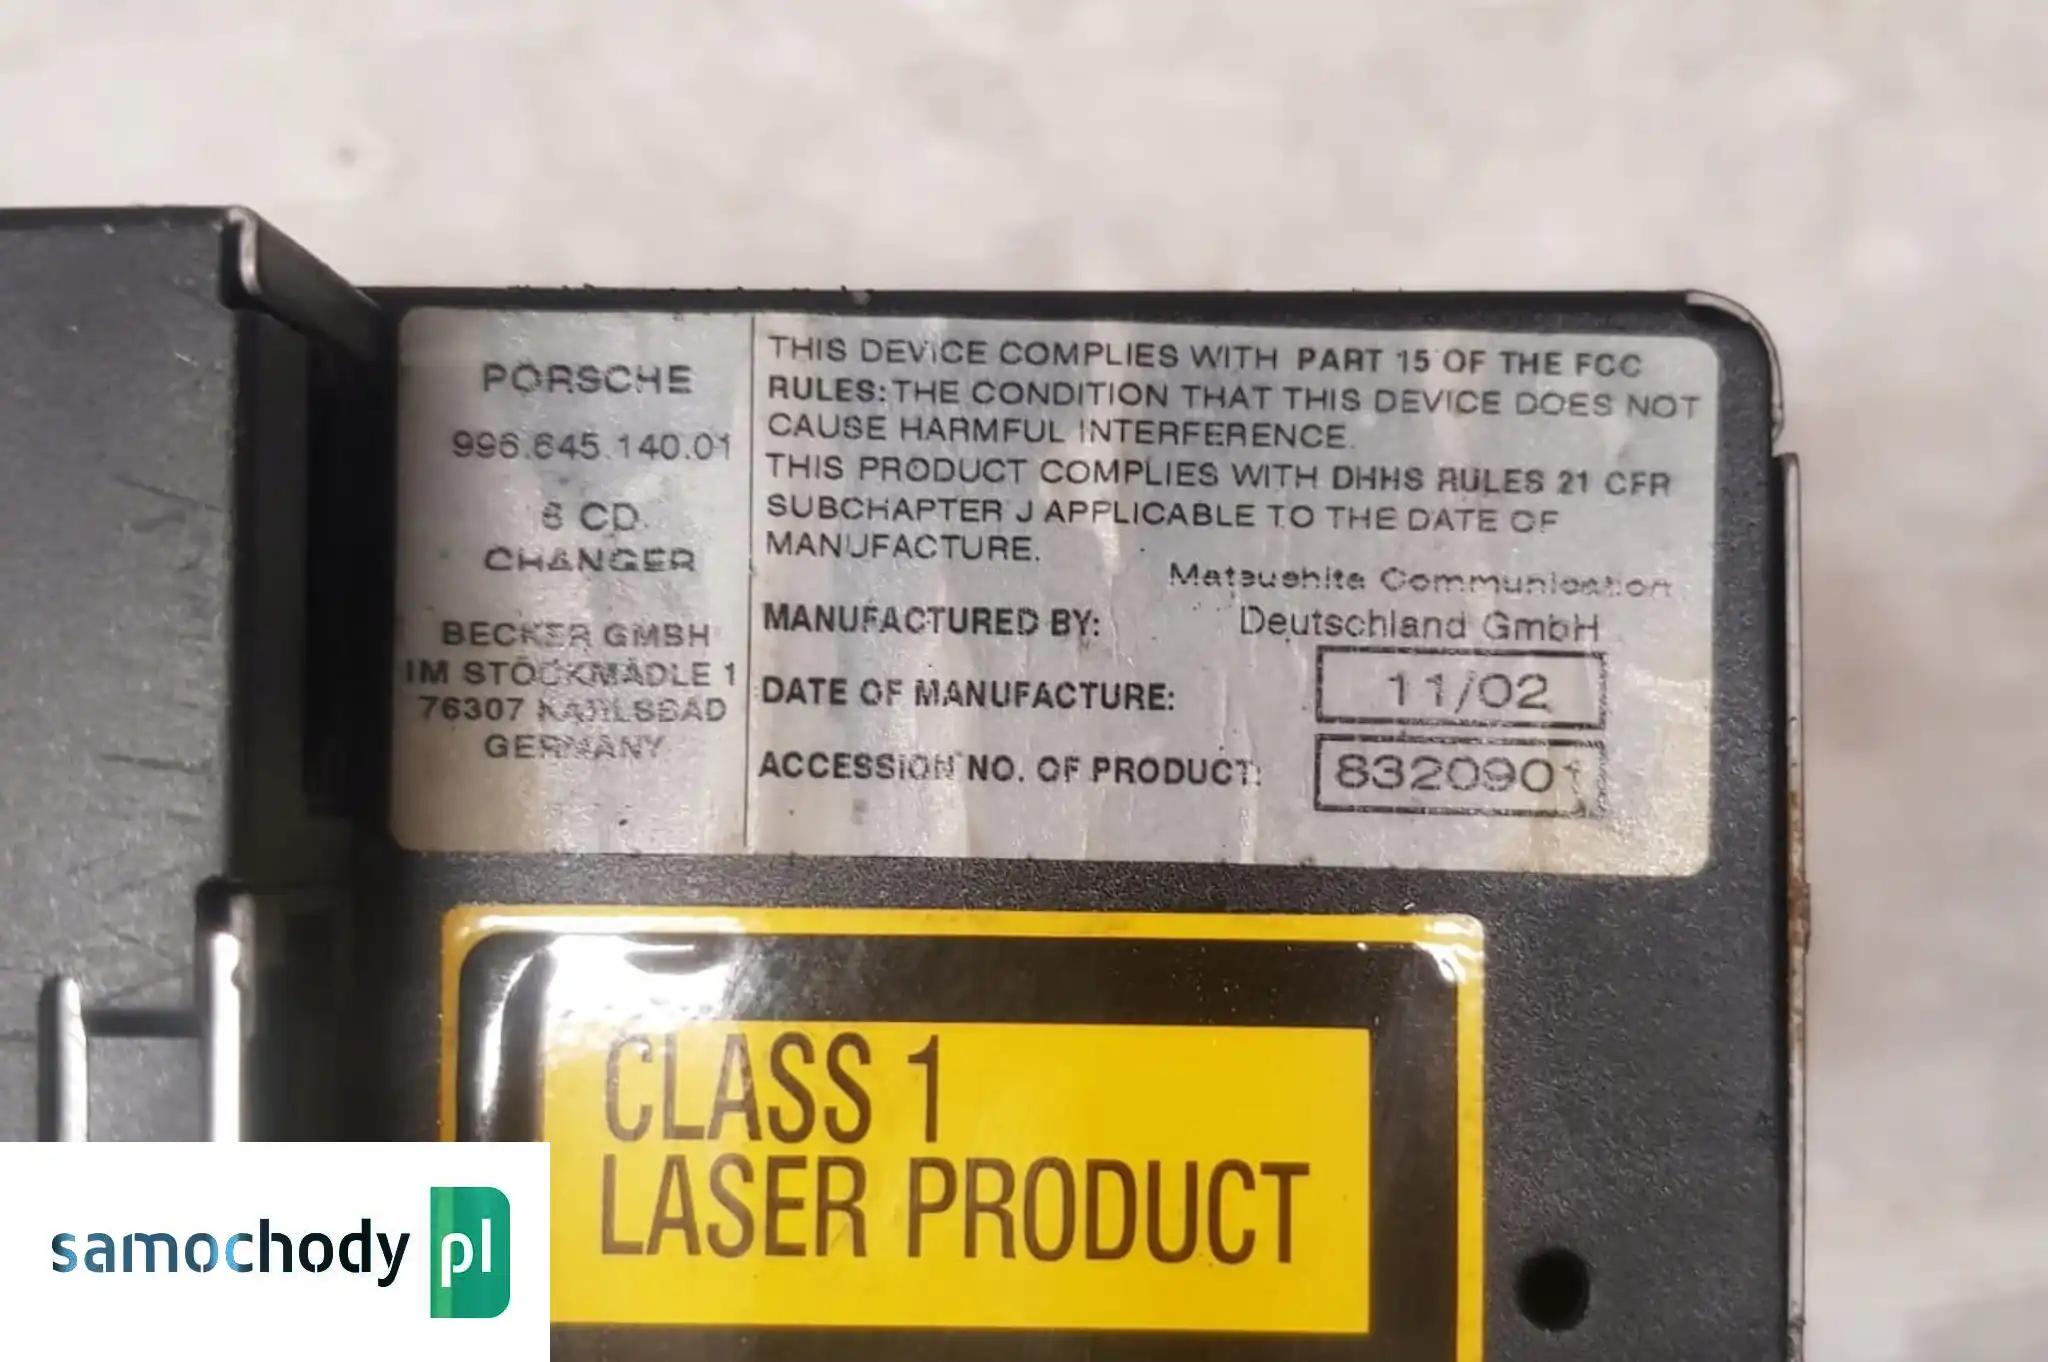 PORSCHE
996.645.140.01
6 CD
CHANGER
BECKER GMBH
IM STÖCKMÄDLE 1
76307 KARLSBAD
GERMANY
THIS DEVICE COMPLIES WITH PART 15 OF THE FCC
RULES: THE CONDITION THAT THIS DEVICE DOES NOT
CAUSE HARMFUL INTERFERENCE.
THIS PRODUCT COMPLIES WITH DHHS RULES 21 CFR
SUBCHAPTER J APPLICABLE TO THE DATE OF
MANUFACTURE.
Matsushita Communication
MANUFACTURED BY: Deutschland GmbH
DATE OF MANUFACTURE: 11/02
ACCESSION NO. OF PRODUCT: 8320901
CLASS 1
LASER PRODUCT
samochody pl